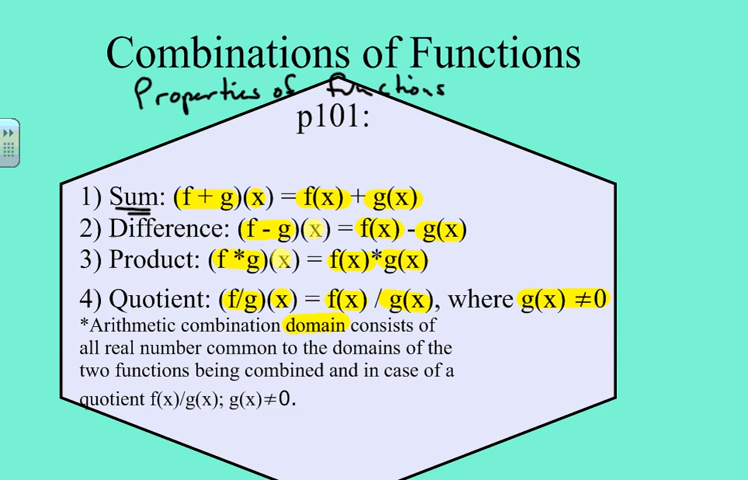 Combinations of Functions
Properties of functions
p101:
1) Sum: (f + g)(x) = f(x) + g(x)
2) Difference: (f - g)(x) = f(x) - g(x)
3) Product: (f *g)(x) = f(x)*g(x)
4) Quotient: (f/g)(x) = f(x) / g(x), where g(x) ≠0
*Arithmetic combination domain consists of
all real number common to the domains of the
two functions being combined and in case of a
quotient f(x)/g(x); g(x)≠0.